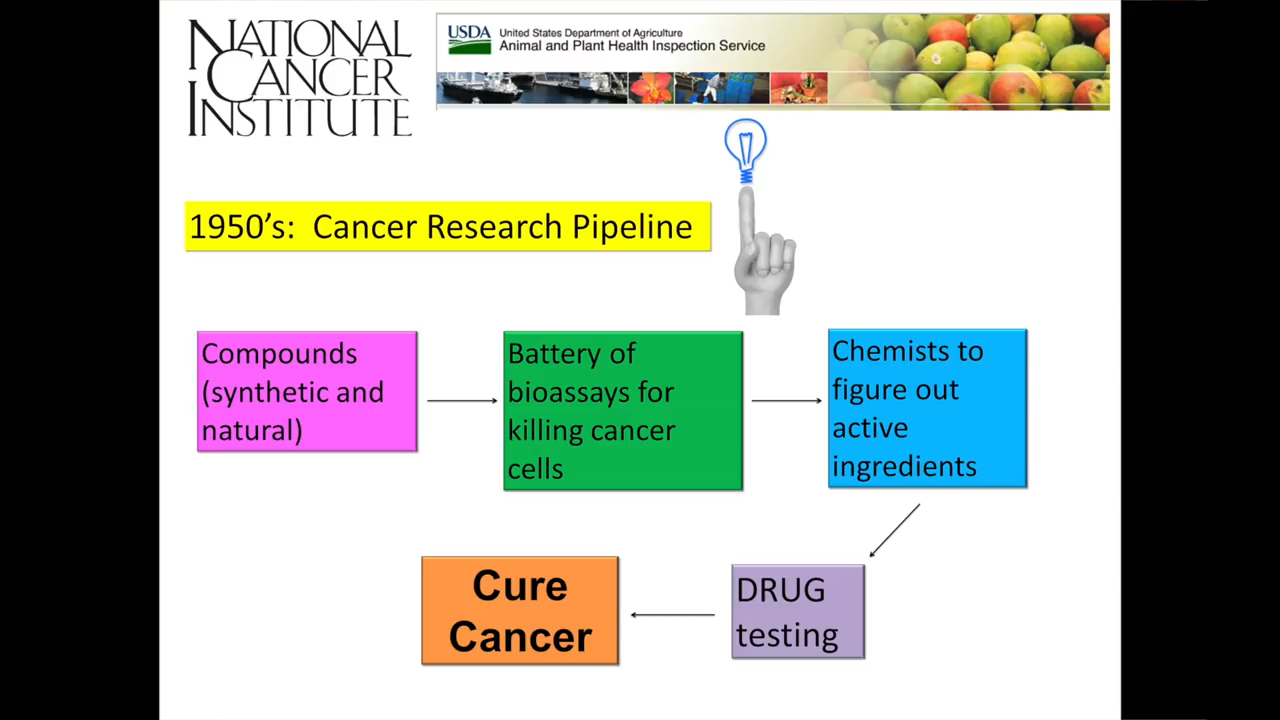 NATIONAL
CANCER
INSTITUTE
USDA
United States Department of Agriculture
Animal and Plant Health Inspection Service
1950’s:  Cancer Research Pipeline
Compounds
(synthetic and
natural)
Battery of
bioassays for
killing cancer
cells
Chemists to
figure out
active
ingredients
Cure
Cancer
DRUG
testing